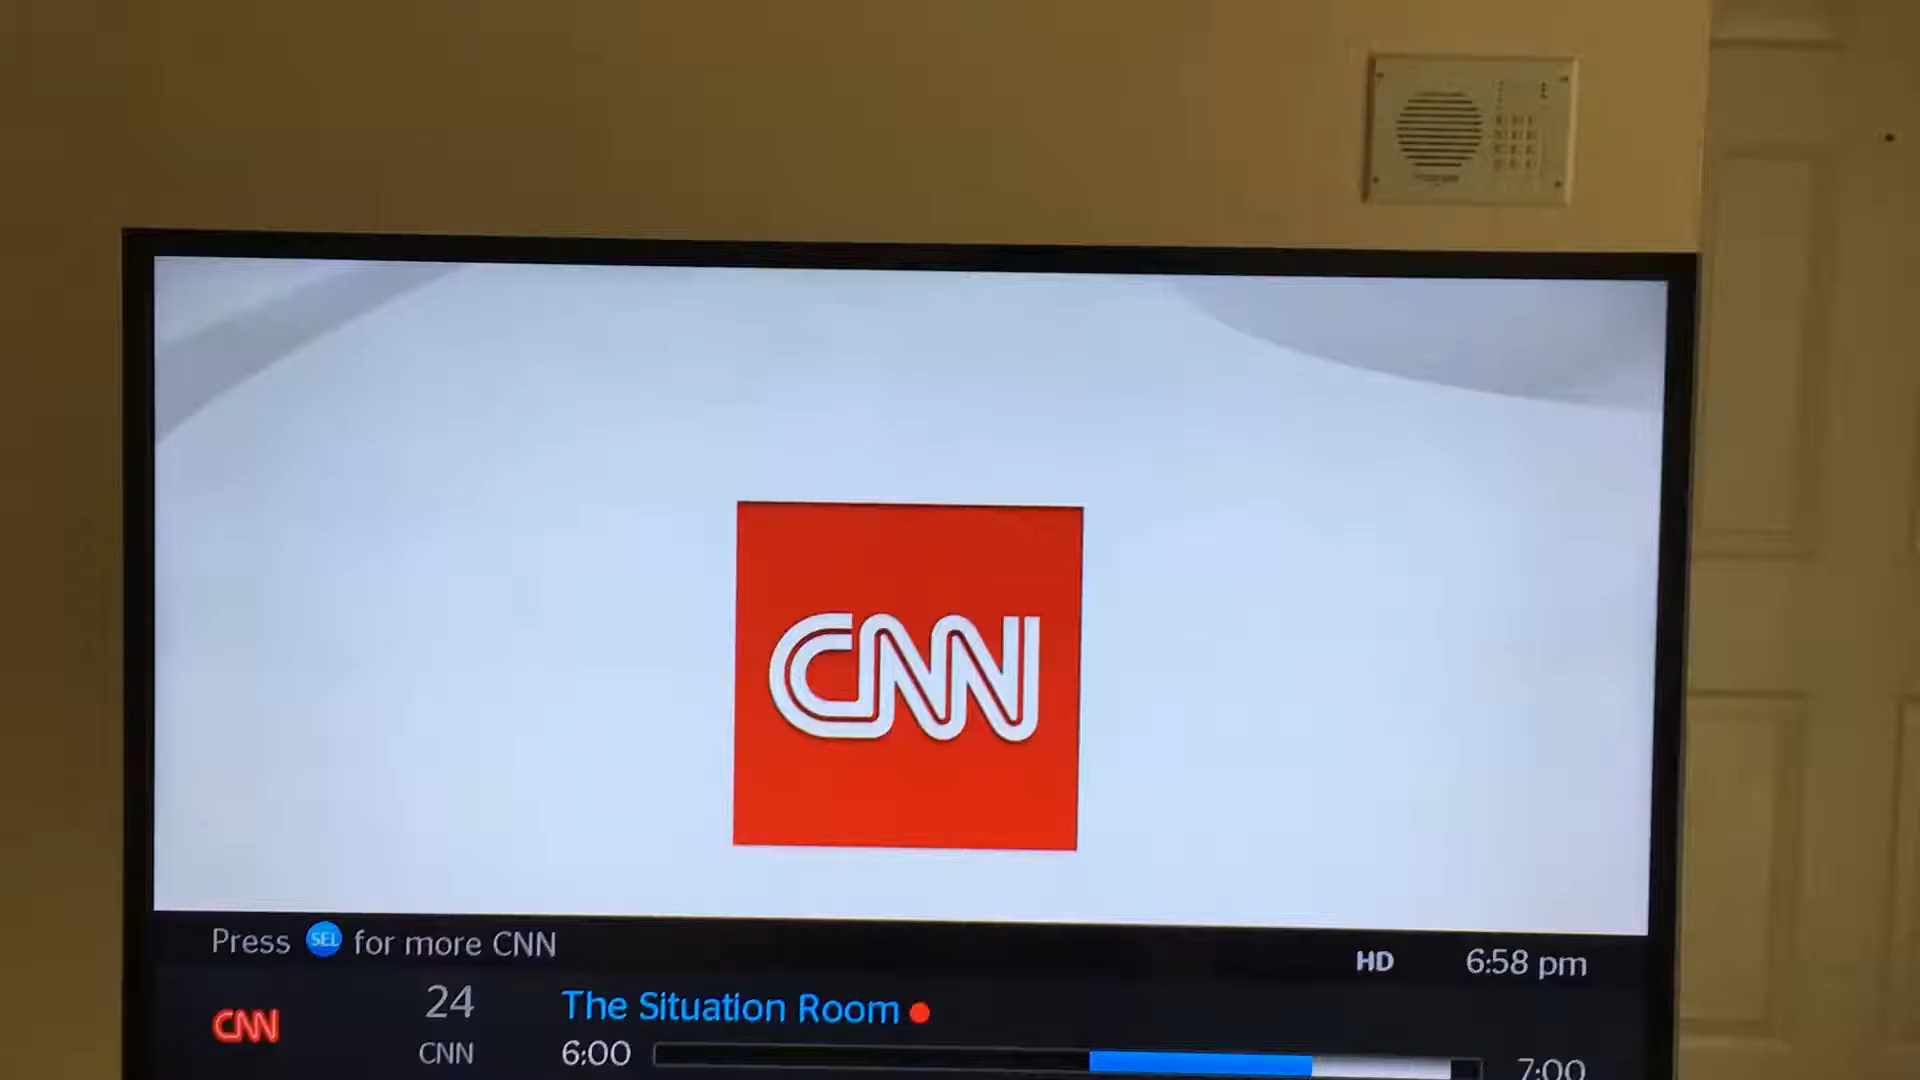 CNN
Press SEL for more CNN
HD 6:58 pm
CNN 24 The Situation Room
CNN 6:00 7:00